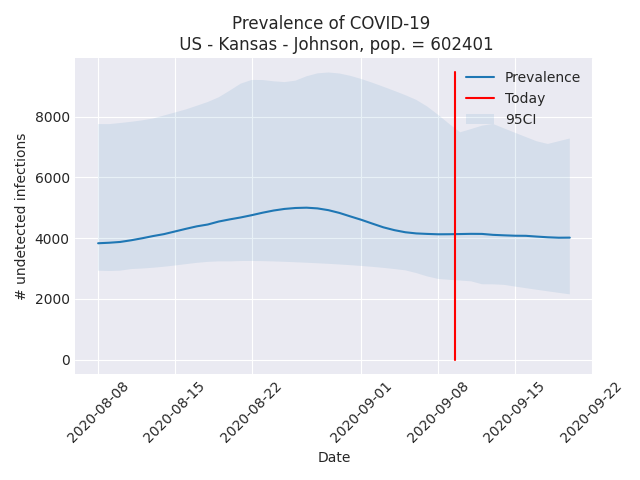 Prevalence of COVID-19
US - Kansas - Johnson, pop. = 602401
Prevalence
Today
95CI
8000
6000
4000
2000
0
# undetected infections
2020-08-08
2020-08-15
2020-08-22
2020-09-01
2020-09-08
2020-09-15
2020-09-22
Date